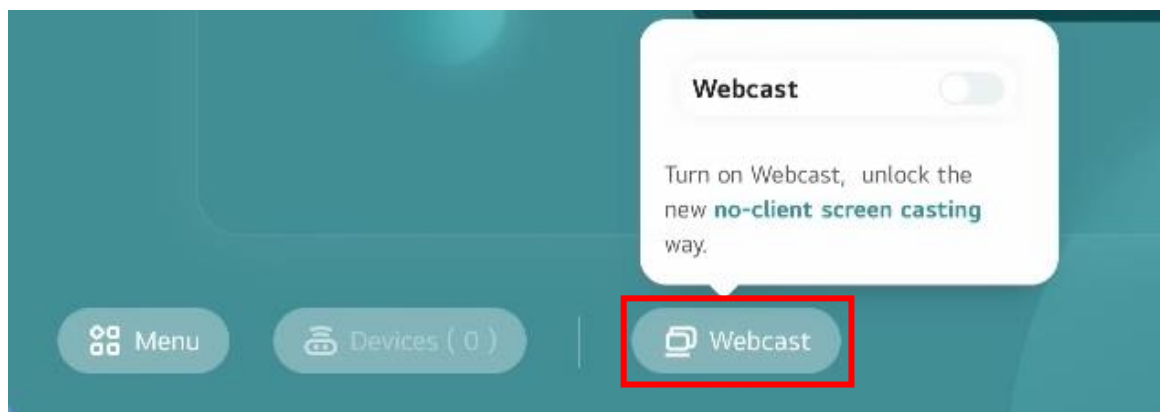 Webcast
Turn on Webcast, unlock the
new no-client screen casting
way.
Menu
Devices ( 0 )
Webcast